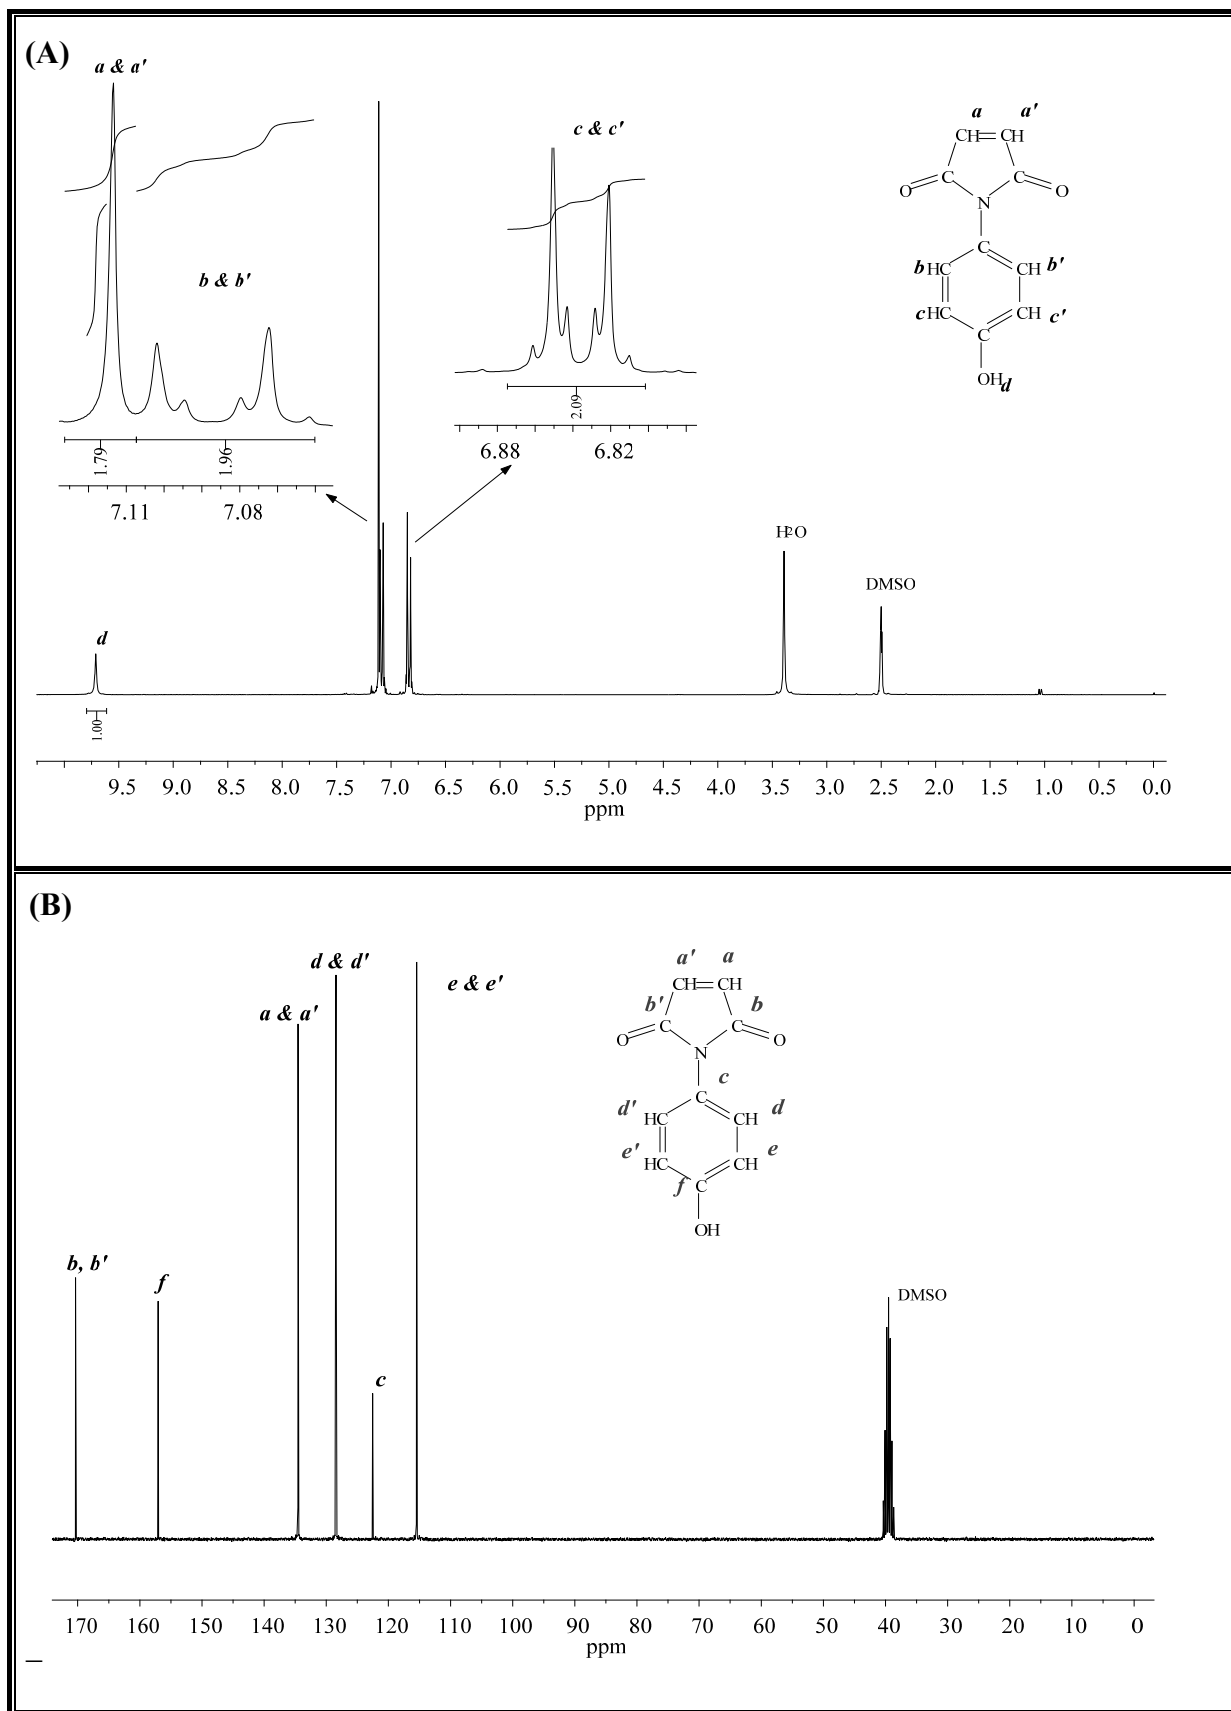 (A)
a & a'
c & c'
b & b'
1.79
1.96
7.11 7.08
2.09
6.88 6.82
a a'
CH CH
C C
O O
N
C
b HC CH b'
c HC CH c'
C
OH d
H2O
DMSO
d
1.00
9.5 9.0 8.5 8.0 7.5 7.0 6.5 6.0 5.5 5.0 4.5 4.0 3.5 3.0 2.5 2.0 1.5 1.0 0.5 0.0
ppm
(B)
d & d'
e & e'
a & a'
b, b'
f
c
a' a
CH CH
b' b
C C
O O
N
c
C
d' HC CH d
e' HC CH e
f C
OH
DMSO
170 160 150 140 130 120 110 100 90 80 70 60 50 40 30 20 10 0
ppm